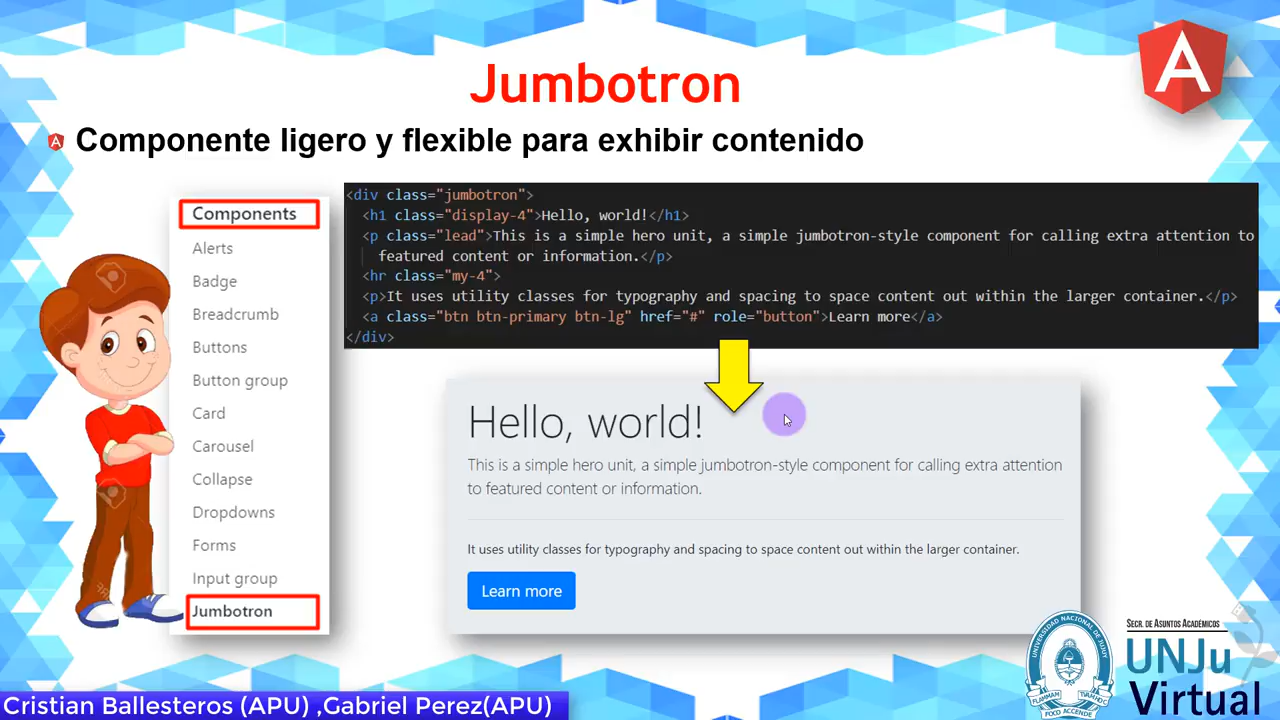 Jumbotron
Componente ligero y flexible para exhibir contenido
Components
Alerts
Badge
Breadcrumb
Buttons
Button group
Card
Carousel
Collapse
Dropdowns
Forms
Input group
Jumbotron
<div class="jumbotron">
<h1 class="display-4">Hello, world!</h1>
<p class="lead">This is a simple hero unit, a simple jumbotron-style component for calling extra attention to
featured content or information.</p>
<hr class="my-4">
<p>It uses utility classes for typography and spacing to space content out within the larger container.</p>
<a class="btn btn-primary btn-lg" href="#" role="button">Learn more</a>
</div>
Hello, world!
This is a simple hero unit, a simple jumbotron-style component for calling extra attention
to featured content or information.
It uses utility classes for typography and spacing to space content out within the larger container.
Learn more
UNIVERSIDAD NACIONAL DE JUJUY
FOCO ACCENDE
Secr. de Asuntos Académicos
UNJu
Virtual
Cristian Ballesteros (APU) ,Gabriel Perez(APU)